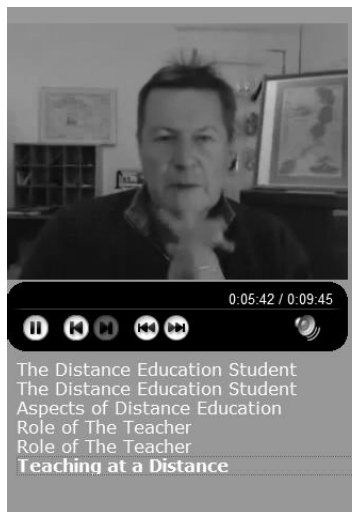 0:05:42 / 0:09:45
The Distance Education Student
The Distance Education Student
Aspects of Distance Education
Role of The Teacher
Role of The Teacher
Teaching at a Distance